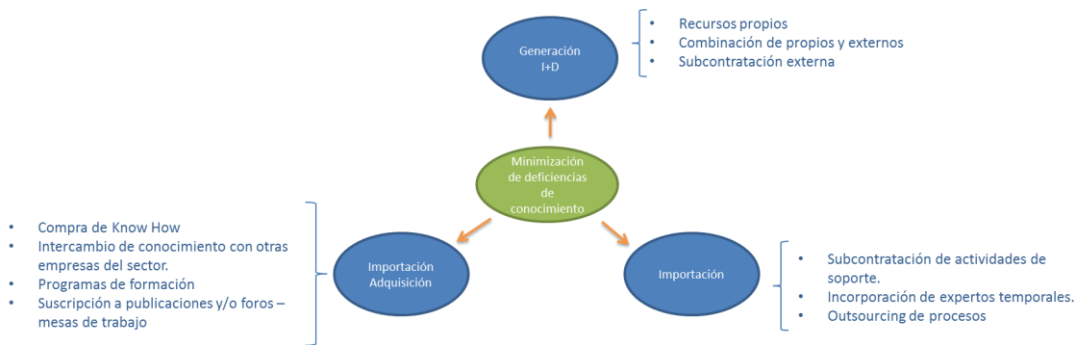 Generación
I+D
• Recursos propios
• Combinación de propios y externos
• Subcontratación externa
Minimización
de deficiencias
de
conocimiento
• Compra de Know How
• Intercambio de conocimiento con otras
empresas del sector.
• Programas de formación
• Suscripción a publicaciones y/o foros –
mesas de trabajo
Importación
Adquisición
Importación
• Subcontratación de actividades de
soporte.
• Incorporación de expertos temporales.
• Outsourcing de procesos